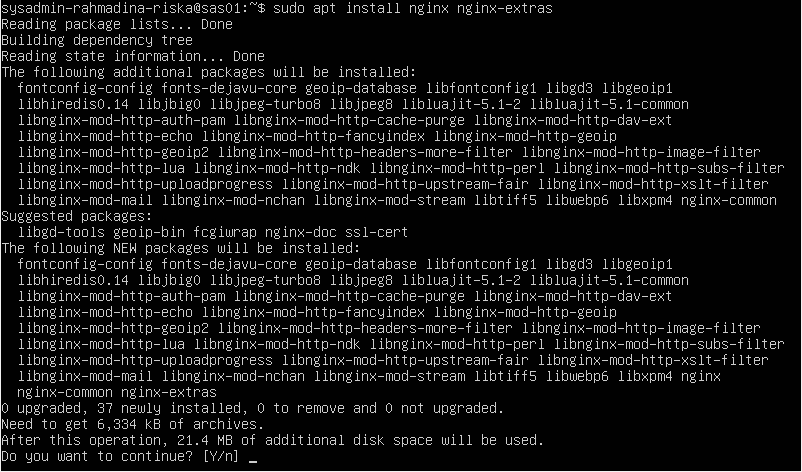 sysadmin-rahmadina-riska@sas01:~$ sudo apt install nginx nginx-extras
Reading package lists... Done
Building dependency tree
Reading state information... Done
The following additional packages will be installed:
  fontconfig-config fonts-dejavu-core geoip-database libfontconfig1 libgd3 libgeoip1
  libhiredis0.14 libjbig0 libjpeg-turbo8 libjpeg8 libluajit-5.1-2 libluajit-5.1-common
  libnginx-mod-http-auth-pam libnginx-mod-http-cache-purge libnginx-mod-http-dav-ext
  libnginx-mod-http-echo libnginx-mod-http-fancyindex libnginx-mod-http-geoip
  libnginx-mod-http-geoip2 libnginx-mod-http-headers-more-filter libnginx-mod-http-image-filter
  libnginx-mod-http-lua libnginx-mod-http-ndk libnginx-mod-http-perl libnginx-mod-http-subs-filter
  libnginx-mod-http-uploadprogress libnginx-mod-http-upstream-fair libnginx-mod-http-xslt-filter
  libnginx-mod-mail libnginx-mod-nchan libnginx-mod-stream libtiff5 libwebp6 libxpm4 nginx-common
Suggested packages:
  libgd-tools geoip-bin fcgiwrap nginx-doc ssl-cert
The following NEW packages will be installed:
  fontconfig-config fonts-dejavu-core geoip-database libfontconfig1 libgd3 libgeoip1
  libhiredis0.14 libjbig0 libjpeg-turbo8 libjpeg8 libluajit-5.1-2 libluajit-5.1-common
  libnginx-mod-http-auth-pam libnginx-mod-http-cache-purge libnginx-mod-http-dav-ext
  libnginx-mod-http-echo libnginx-mod-http-fancyindex libnginx-mod-http-geoip
  libnginx-mod-http-geoip2 libnginx-mod-http-headers-more-filter libnginx-mod-http-image-filter
  libnginx-mod-http-lua libnginx-mod-http-ndk libnginx-mod-http-perl libnginx-mod-http-subs-filter
  libnginx-mod-http-uploadprogress libnginx-mod-http-upstream-fair libnginx-mod-http-xslt-filter
  libnginx-mod-mail libnginx-mod-nchan libnginx-mod-stream libtiff5 libwebp6 libxpm4 nginx
  nginx-common nginx-extras
0 upgraded, 37 newly installed, 0 to remove and 0 not upgraded.
Need to get 6,334 kB of archives.
After this operation, 21.4 MB of additional disk space will be used.
Do you want to continue? [Y/n] _